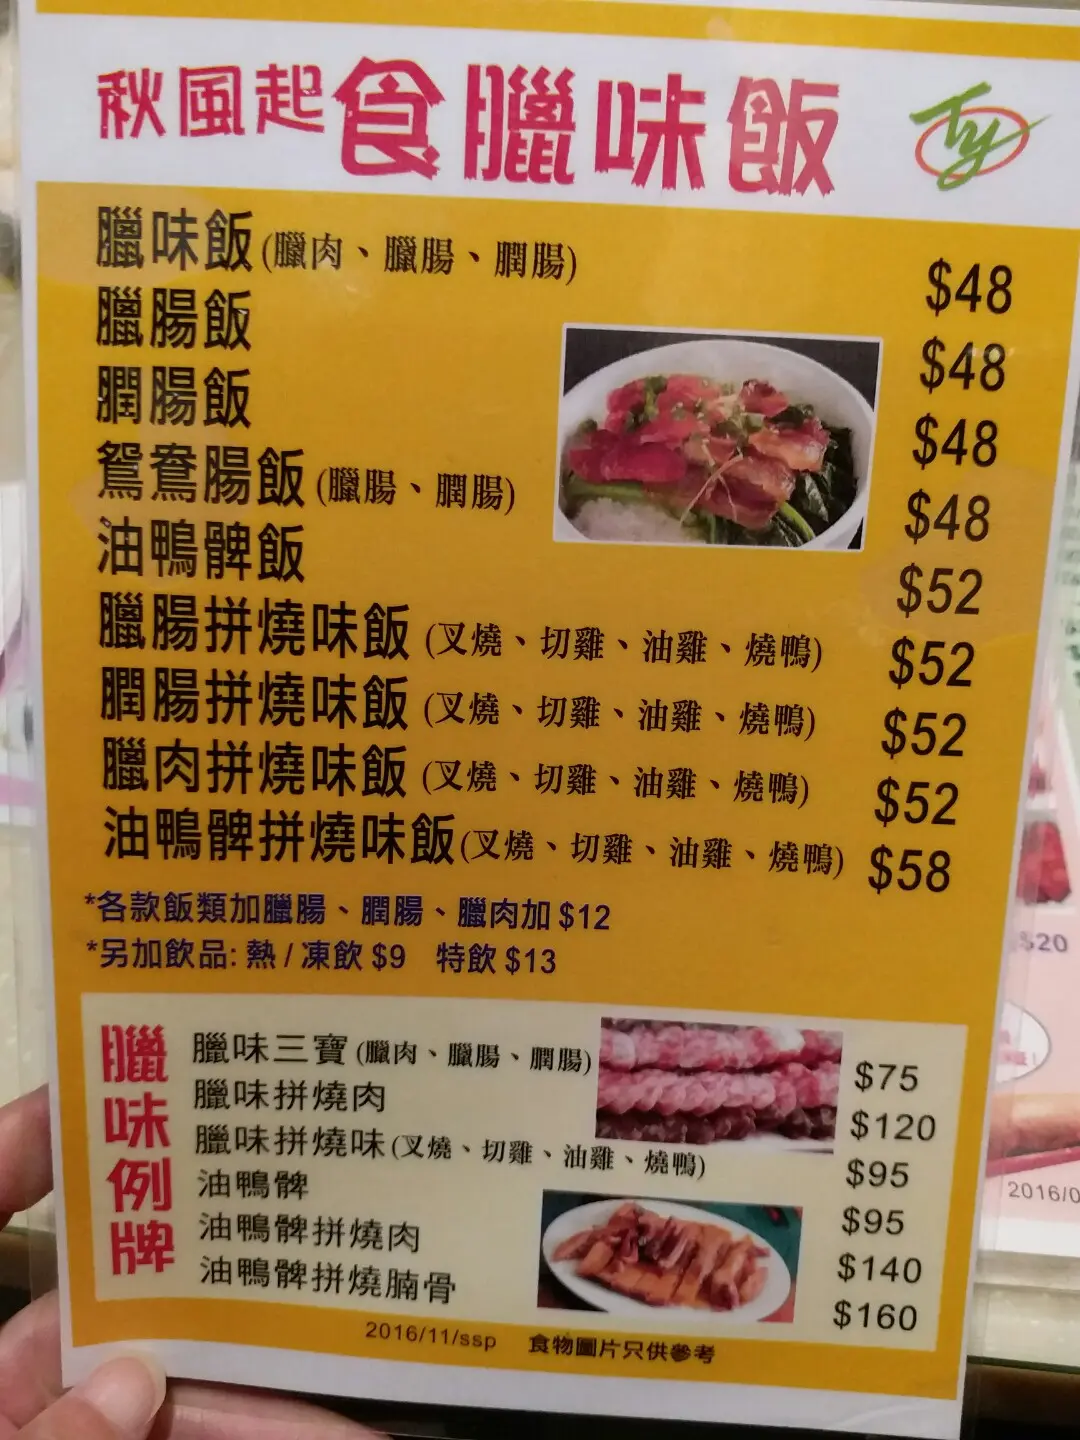 秋風起食臘味飯
Ty
臘味飯(臘肉、臘腸、膶腸) $48
臘腸飯 $48
膶腸飯 $48
鴛鴦腸飯(臘腸、膶腸) $48
油鴨髀飯 $52
臘腸拼燒味飯(叉燒、切雞、油雞、燒鴨) $52
膶腸拼燒味飯(叉燒、切雞、油雞、燒鴨) $52
臘肉拼燒味飯(叉燒、切雞、油雞、燒鴨) $52
油鴨髀拼燒味飯(叉燒、切雞、油雞、燒鴨) $58
*各款飯類加臘腸、膶腸、臘肉加 $12
*另加飲品: 熱 / 凍飲 $9 特飲 $13
臘味例牌
臘味三寶(臘肉、臘腸、膶腸) $75
臘味拼燒肉 $120
臘味拼燒味(叉燒、切雞、油雞、燒鴨) $95
油鴨髀 $95
油鴨髀拼燒肉 $140
油鴨髀拼燒腩骨 $160
2016/11/ssp 食物圖片只供參考
$20
2016/0